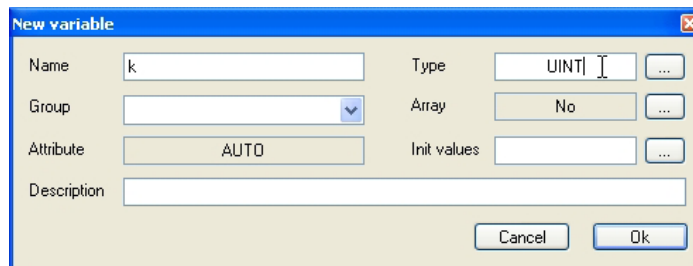 New variable
Name k Type UINT ...
Group Array No ...
Attribute AUTO Init values ...
Description
Cancel Ok